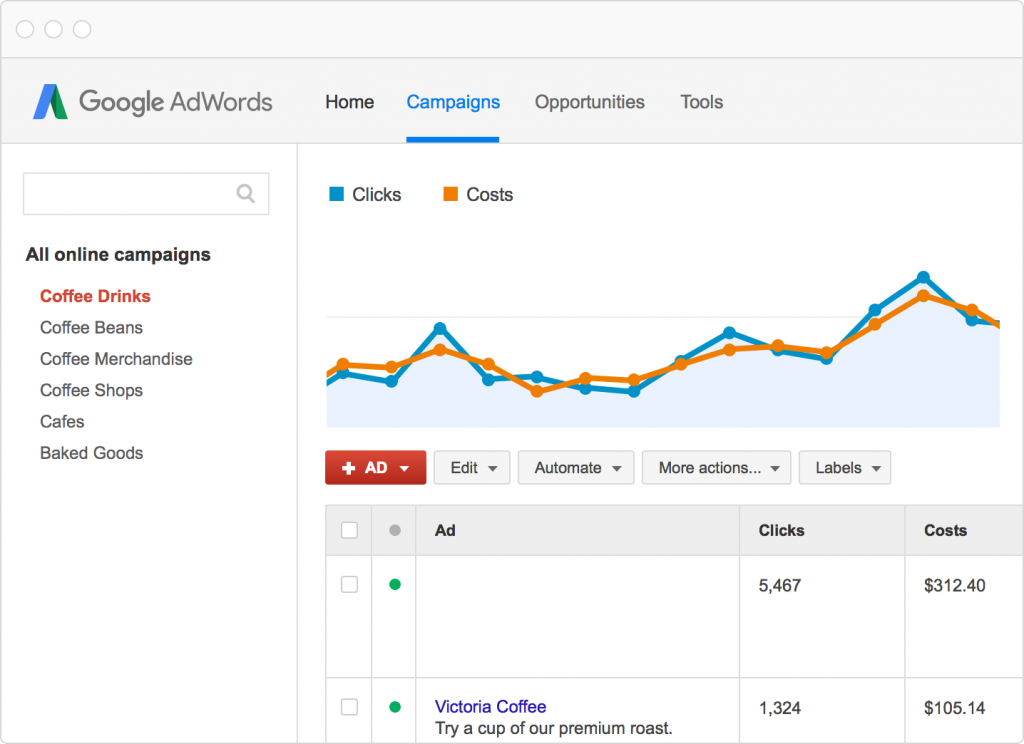 Google AdWords Home Campaigns Opportunities Tools
Clicks Costs
All online campaigns
Coffee Drinks
Coffee Beans
Coffee Merchandise
Coffee Shops
Cafes
Baked Goods
+ AD Edit Automate More actions... Labels
Ad Clicks Costs
5,467 $312.40
Victoria Coffee 1,324 $105.14
Try a cup of our premium roast.